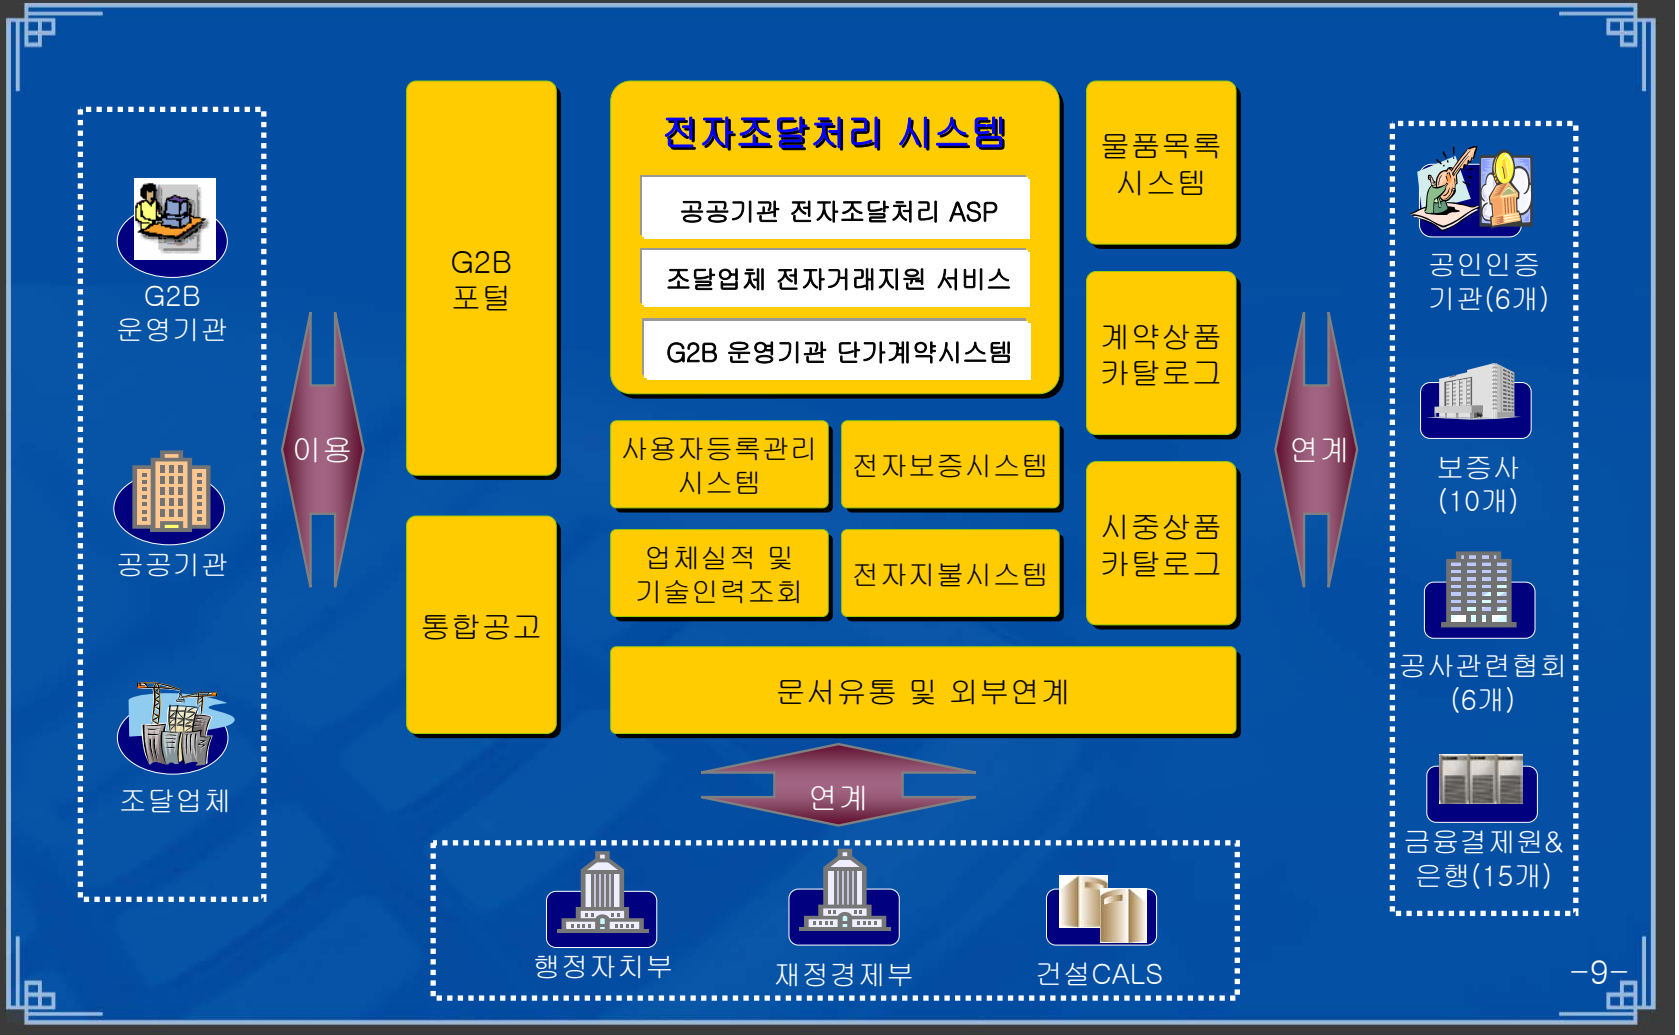 G2B
운영기관
공공기관
조달업체
이용
G2B
포털
통합공고
전자조달처리 시스템
공공기관 전자조달처리 ASP
조달업체 전자거래지원 서비스
G2B 운영기관 단가계약시스템
사용자등록관리
시스템
전자보증시스템
업체실적 및
기술인력조회
전자지불시스템
물품목록
시스템
계약상품
카탈로그
시중상품
카탈로그
문서유통 및 외부연계
연계
행정자치부
재정경제부
건설CALS
연계
공인인증
기관(6개)
보증사
(10개)
공사관련협회
(6개)
금융결제원&
은행(15개)
-9-